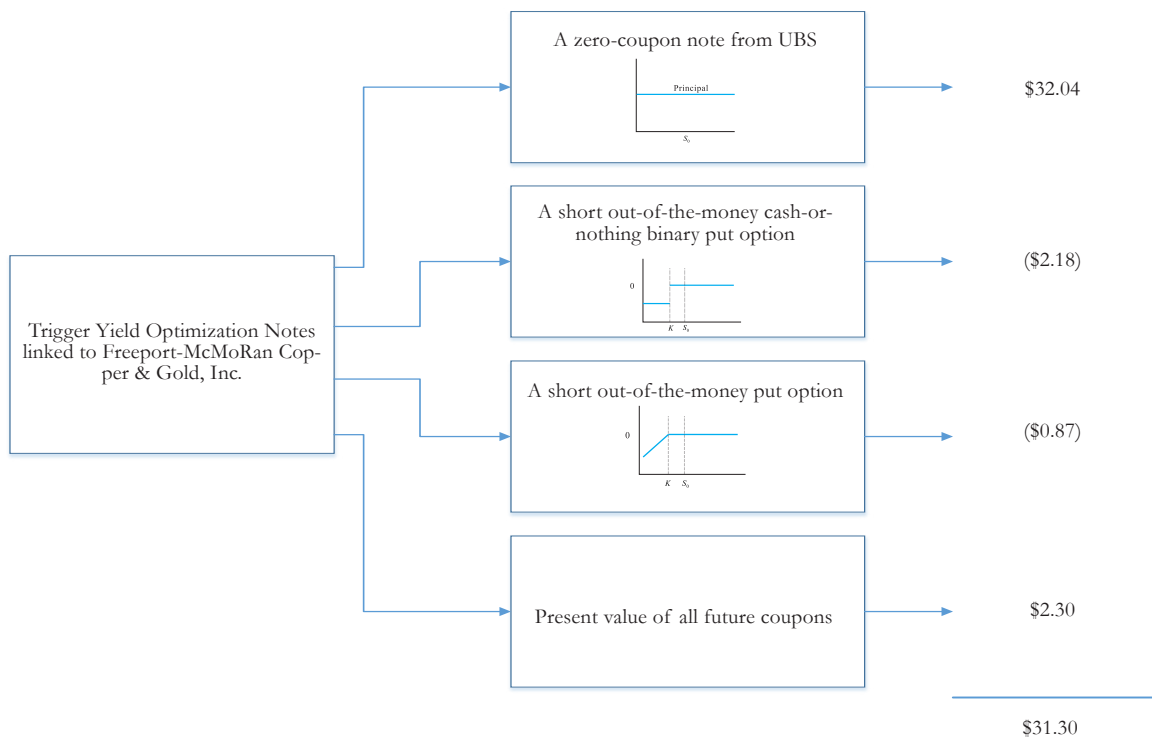 A zero-coupon note from UBS
Principal
S0
$32.04
A short out-of-the-money cash-or-
nothing binary put option
0
K S0
($2.18)
Trigger Yield Optimization Notes
linked to Freeport-McMoRan Cop-
per & Gold, Inc.
A short out-of-the-money put option
0
K S0
($0.87)
Present value of all future coupons
$2.30
$31.30